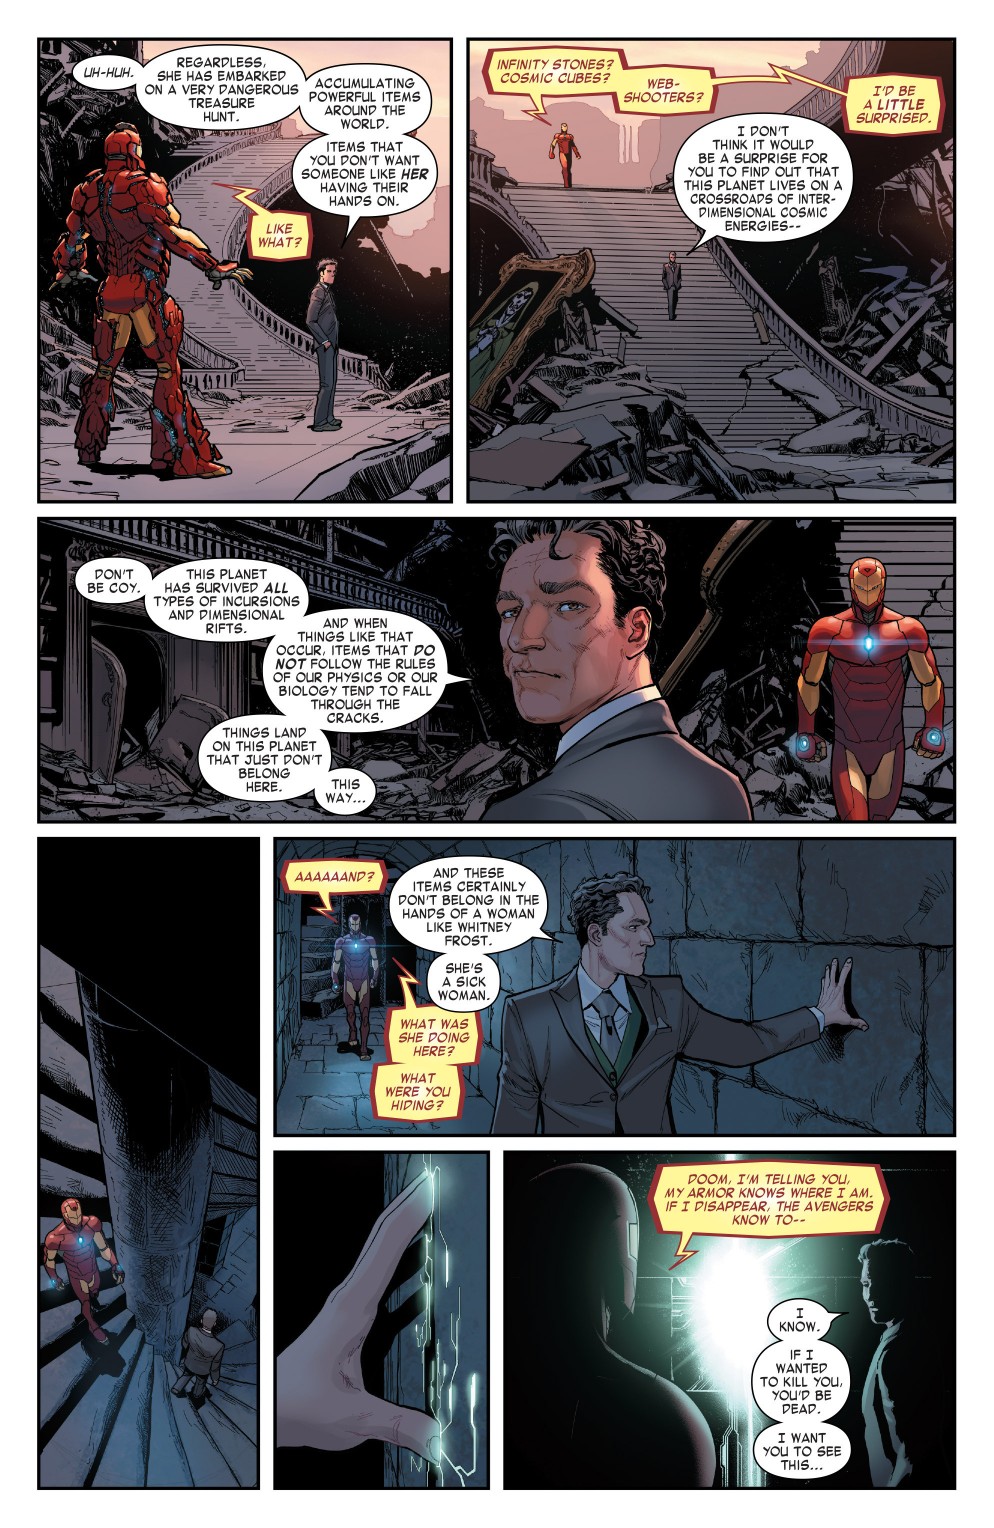 UH-HUH.
REGARDLESS,
SHE HAS EMBARKED
ON A VERY DANGEROUS
TREASURE
HUNT.
ACCUMULATING
POWERFUL ITEMS
AROUND THE
WORLD.
ITEMS THAT
YOU DON'T WANT
SOMEONE LIKE HER
HAVING THEIR
HANDS ON.
LIKE
WHAT?
INFINITY STONES?
COSMIC CUBES?
WEB-
SHOOTERS?
I'D BE
A LITTLE
SURPRISED.
I DON'T
THINK IT WOULD
BE A SURPRISE FOR
YOU TO FIND OUT THAT
THIS PLANET LIVES ON A
CROSSROADS OF INTER-
DIMENSIONAL COSMIC
ENERGIES--
DON'T
BE COY.
THIS PLANET
HAS SURVIVED ALL
TYPES OF INCURSIONS
AND DIMENSIONAL
RIFTS.
AND WHEN
THINGS LIKE THAT
OCCUR, ITEMS THAT DO
NOT FOLLOW THE RULES
OF OUR PHYSICS OR OUR
BIOLOGY TEND TO FALL
THROUGH THE
CRACKS.
THINGS LAND
ON THIS PLANET
THAT JUST DON'T
BELONG
HERE.
THIS
WAY...
AAAAAAND?
AND THESE
ITEMS CERTAINLY
DON'T BELONG IN THE
HANDS OF A WOMAN
LIKE WHITNEY
FROST.
SHE'S
A SICK
WOMAN.
WHAT WAS
SHE DOING
HERE?
WHAT
WERE YOU
HIDING?
DOOM, I'M TELLING YOU,
MY ARMOR KNOWS WHERE I AM.
IF I DISAPPEAR, THE AVENGERS
KNOW TO--
I
KNOW.
IF I
WANTED
TO KILL YOU,
YOU'D BE
DEAD.
I WANT
YOU TO SEE
THIS...